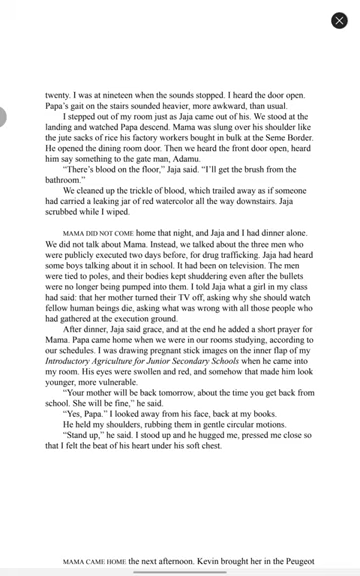 twenty. I was at nineteen when the sounds stopped. I heard the door open.
Papa's gait on the stairs sounded heavier, more awkward, than usual.
I stepped out of my room just as Jaja came out of his. We stood at the
landing and watched Papa descend. Mama was slung over his shoulder like
the jute sacks of rice his factory workers bought in bulk at the Seme Border.
He opened the dining room door. Then we heard the front door open, heard
him say something to the gate man, Adamu.
“There's blood on the floor,” Jaja said. “I'll get the brush from the
bathroom.”
We cleaned up the trickle of blood, which trailed away as if someone
had carried a leaking jar of red watercolor all the way downstairs. Jaja
scrubbed while I wiped.
MAMA DID NOT COME home that night, and Jaja and I had dinner alone.
We did not talk about Mama. Instead, we talked about the three men who
were publicly executed two days before, for drug trafficking. Jaja had heard
some boys talking about it in school. It had been on television. The men
were tied to poles, and their bodies kept shuddering even after the bullets
were no longer being pumped into them. I told Jaja what a girl in my class
had said: that her mother turned their TV off, asking why she should watch
fellow human beings die, asking what was wrong with all those people who
had gathered at the execution ground.
After dinner, Jaja said grace, and at the end he added a short prayer for
Mama. Papa came home when we were in our rooms studying, according to
our schedules. I was drawing pregnant stick images on the inner flap of my
Introductory Agriculture for Junior Secondary Schools when he came into
my room. His eyes were swollen and red, and somehow that made him look
younger, more vulnerable.
“Your mother will be back tomorrow, about the time you get back from
school. She will be fine,” he said.
“Yes, Papa.” I looked away from his face, back at my books.
He held my shoulders, rubbing them in gentle circular motions.
“Stand up,” he said. I stood up and he hugged me, pressed me close so
that I felt the beat of his heart under his soft chest.
MAMA CAME HOME the next afternoon. Kevin brought her in the Peugeot